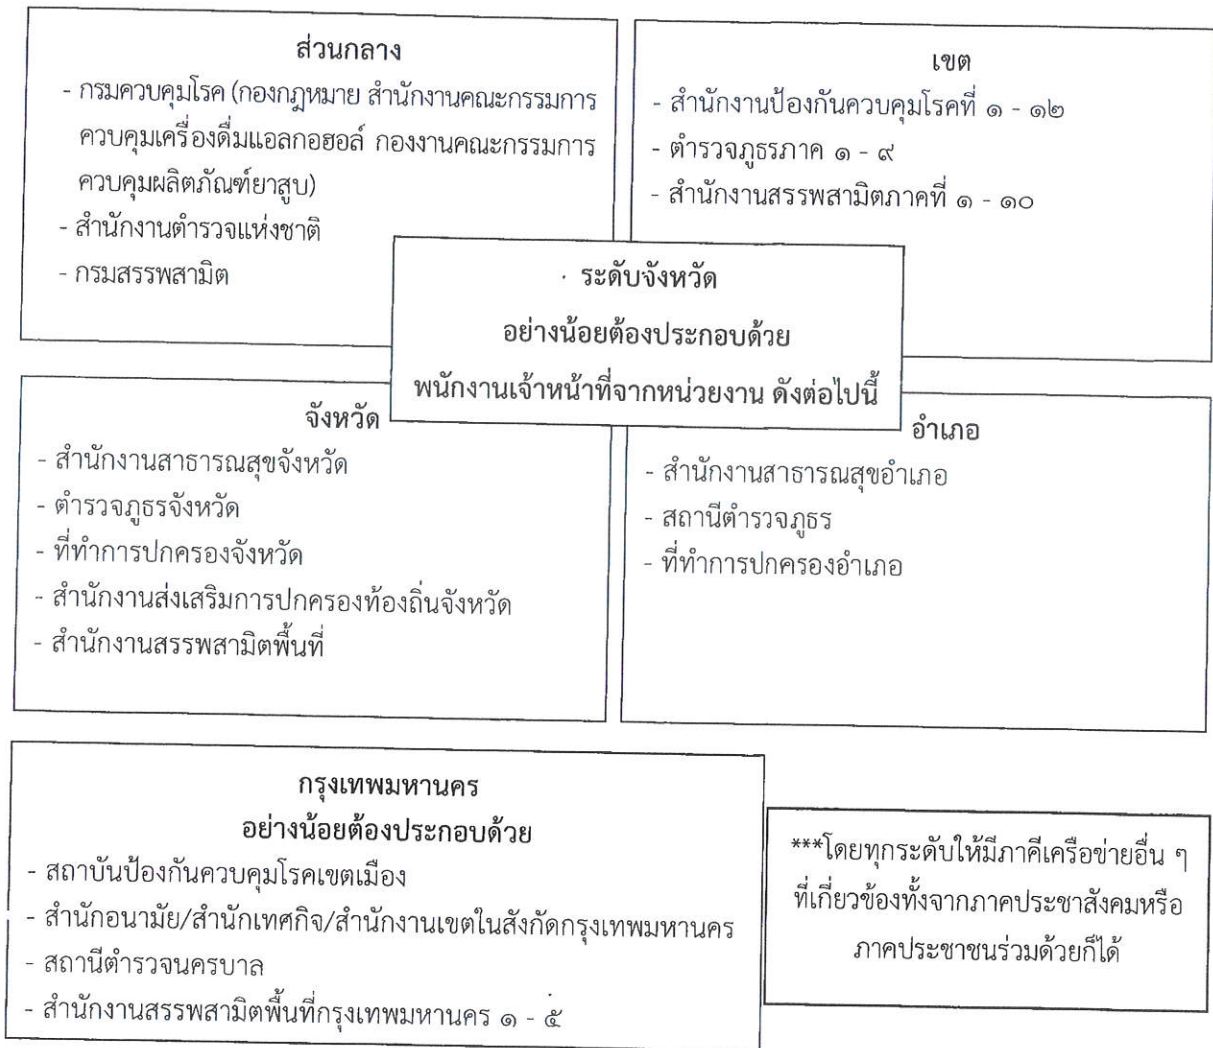 ส่วนกลาง
- กรมควบคุมโรค (กองกฎหมาย สำนักงานคณะกรรมการ
ควบคุมเครื่องดื่มแอลกอฮอล์ กองงานคณะกรรมการ
ควบคุมผลิตภัณฑ์ยาสูบ)
- สำนักงานตำรวจแห่งชาติ
- กรมสรรพสามิต
เขต
- สำนักงานป้องกันควบคุมโรคที่ ๑ - ๑๒
- ตำรวจภูธรภาค ๑ - ๙
- สำนักงานสรรพสามิตภาคที่ ๑ - ๑๐
ระดับจังหวัด
อย่างน้อยต้องประกอบด้วย
พนักงานเจ้าหน้าที่จากหน่วยงาน ดังต่อไปนี้
จังหวัด
- สำนักงานสาธารณสุขจังหวัด
- ตำรวจภูธรจังหวัด
- ที่ทำการปกครองจังหวัด
- สำนักงานส่งเสริมการปกครองท้องถิ่นจังหวัด
- สำนักงานสรรพสามิตพื้นที่
อำเภอ
- สำนักงานสาธารณสุขอำเภอ
- สถานีตำรวจภูธร
- ที่ทำการปกครองอำเภอ
กรุงเทพมหานคร
อย่างน้อยต้องประกอบด้วย
- สถาบันป้องกันควบคุมโรคเขตเมือง
- สำนักอนามัย/สำนักเทศกิจ/สำนักงานเขตในสังกัดกรุงเทพมหานคร
- สถานีตำรวจนครบาล
- สำนักงานสรรพสามิตพื้นที่กรุงเทพมหานคร ๑ - ๕
***โดยทุกระดับให้มีภาคีเครือข่ายอื่น ๆ
ที่เกี่ยวข้องทั้งจากภาคประชาสังคมหรือ
ภาคประชาชนร่วมด้วยก็ได้